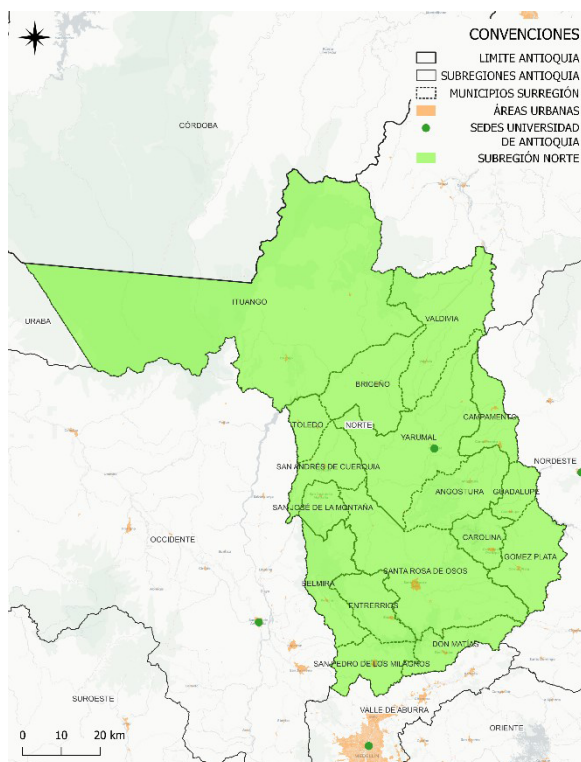 CONVENCIONES
LIMITE ANTIOQUIA
SUBREGIONES ANTIOQUIA
MUNICIPIOS SURREGIÓN
ÁREAS URBANAS
SEDES UNIVERSIDAD
DE ANTIOQUIA
SUBREGIÓN NORTE
CÓRDOBA
ITUANGO
URABA
VALDIVIA
BRICEÑO
CAMPAMENTO
TOLEDO
NORTE
YARUMAL
NORDESTE
SAN ANDRÉS DE CUERQUIA
ANGOSTURA
GUADALUPE
SAN JOSÉ DE LA MONTAÑA
CAROLINA
OCCIDENTE
GOMEZ PLATA
SANTA ROSA DE OSOS
BELMIRA
ENTRERRIOS
DON MATÍAS
SAN PEDRO DE LOS MILAGROS
SUROESTE
VALLE DE ABURRA
ORIENTE
0 10 20 km